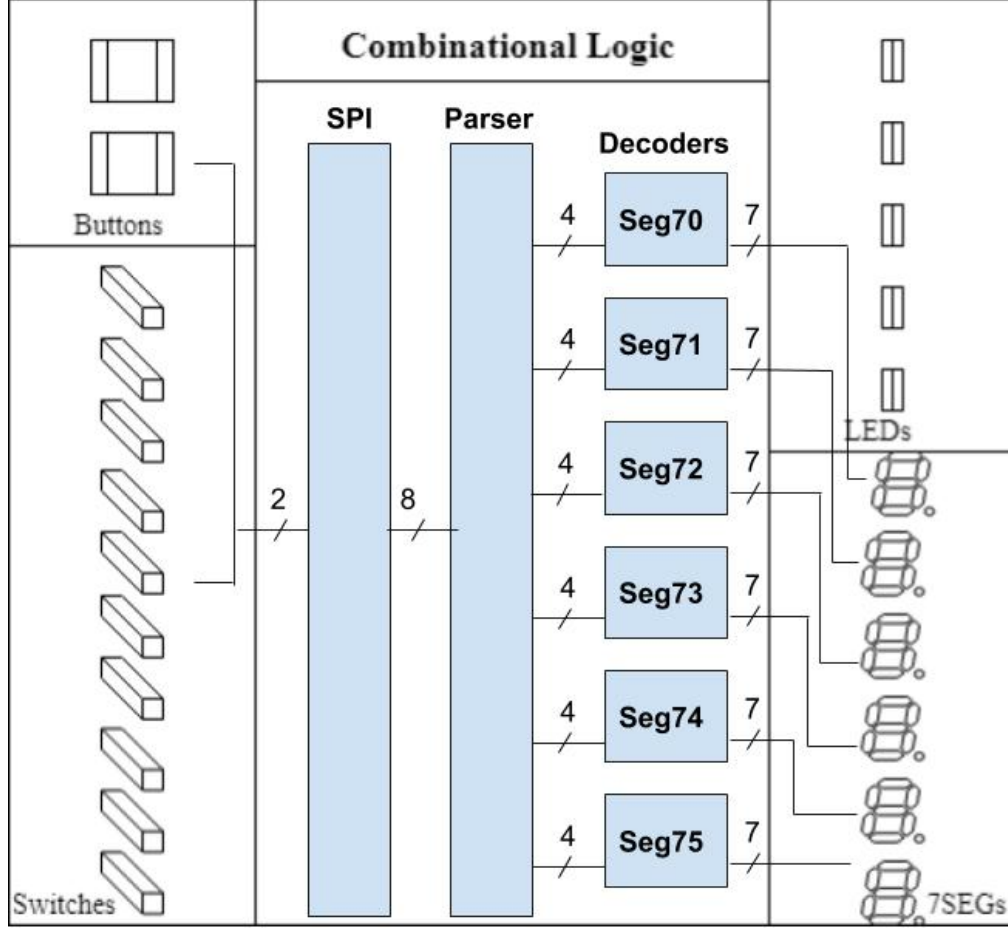 Combinational Logic
SPI
Parser
Decoders
Buttons
Switches
2
8
4
Seg70
7
4
Seg71
7
4
Seg72
7
4
Seg73
7
4
Seg74
7
4
Seg75
7
LEDs
7SEGs